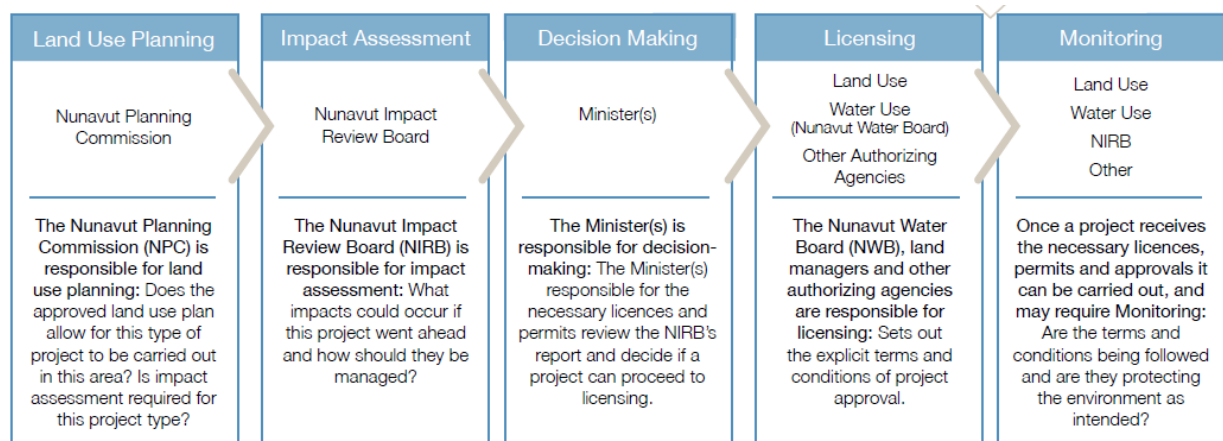 Land Use Planning
Nunavut Planning
Commission
The Nunavut Planning
Commission (NPC) is
responsible for land
use planning: Does the
approved land use plan
allow for this type of
project to be carried out
in this area? Is impact
assessment required for
this project type?
Impact Assessment
Nunavut Impact
Review Board
The Nunavut Impact
Review Board (NIRB) is
responsible for impact
assessment: What
impacts could occur if
this project went ahead
and how should they be
managed?
Decision Making
Minister(s)
The Minister(s) is
responsible for decision-
making: The Minister(s)
responsible for the
necessary licences and
permits review the NIRB’s
report and decide if a
project can proceed to
licensing.
Licensing
Land Use
Water Use
(Nunavut Water Board)
Other Authorizing
Agencies
The Nunavut Water
Board (NWB), land
managers and other
authorizing agencies
are responsible for
licensing: Sets out
the explicit terms and
conditions of project
approval.
Monitoring
Land Use
Water Use
NIRB
Other
Once a project receives
the necessary licences,
permits and approvals it
can be carried out, and
may require Monitoring:
Are the terms and
conditions being followed
and are they protecting
the environment as
intended?